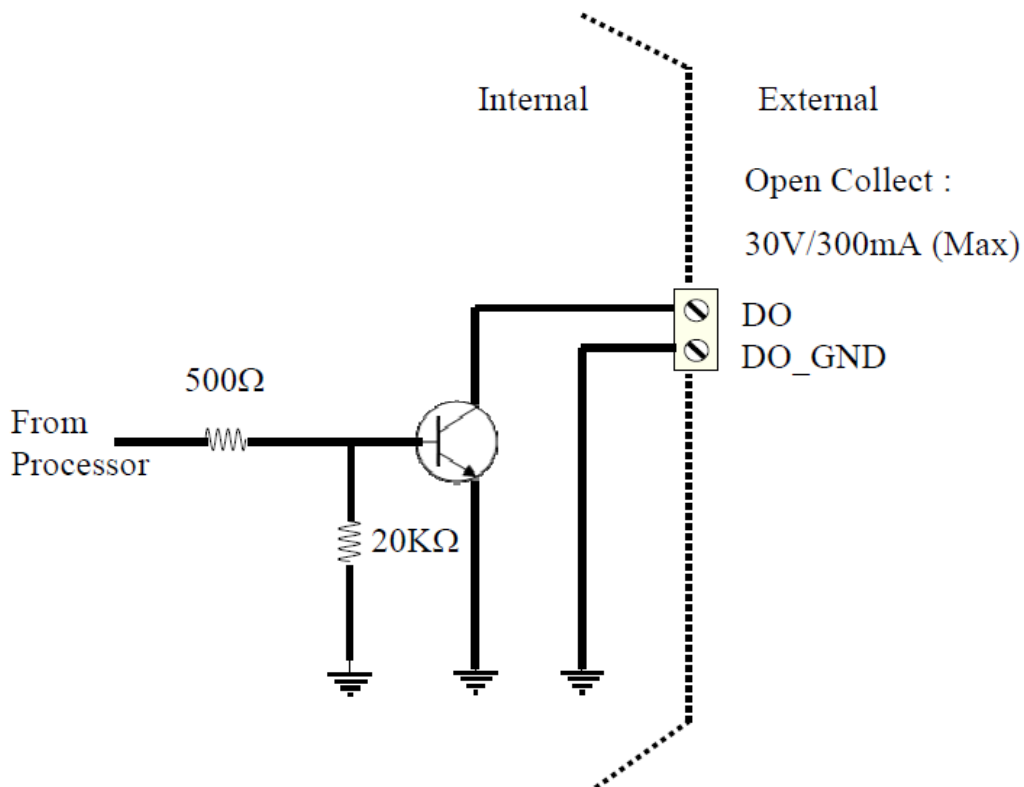 Internal
External
Open Collect :
30V/300mA (Max)
DO
DO_GND
500Ω
From
Processor
20KΩ